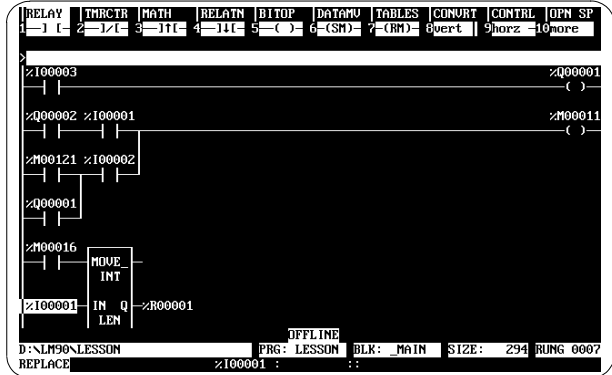 RELAY TMRCTR MATH RELATN BITOP DATAMV TABLES CONVRT CONTRL OPN SP
1—] [— 2—]/[— 3—]↑[— 4—]↓[— 5—( )— 6—(SM)— 7—(RM)— 8vert | 9horz — 10more
>
%I00003 %Q00001
%Q00002 %I00001 %M00011
%M00121 %I00002
%Q00001
%M00016
MOVE_
INT
%I00001 IN Q %R00001
LEN
OFFLINE
D:\LM90\LESSON PRG: LESSON BLK: _MAIN SIZE: 294 RUNG 0007
REPLACE %I00001 : ::